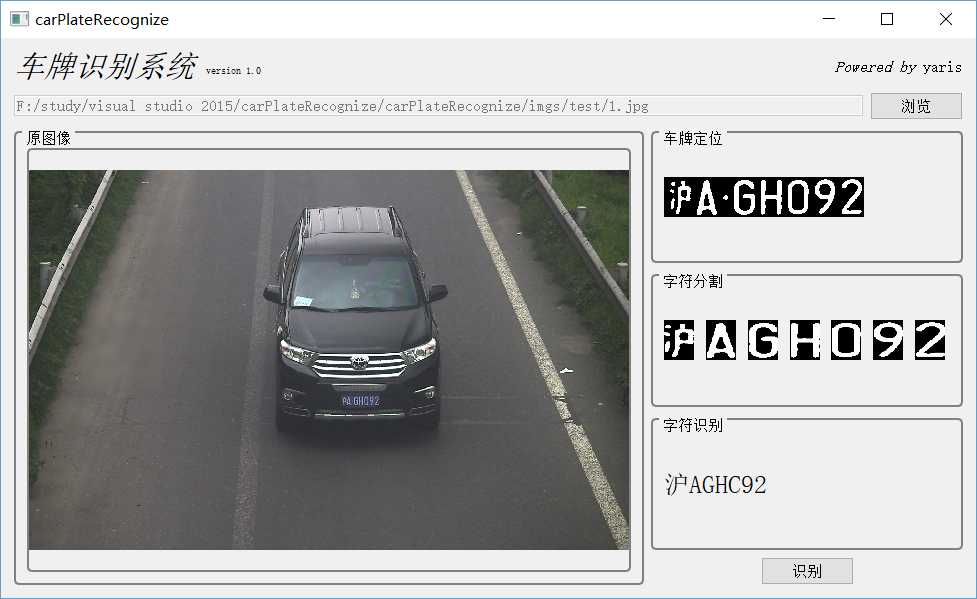 carPlateRecognize
车牌识别系统 version 1.0
Powered by yaris
F:/study/visual studio 2015/carPlateRecognize/carPlateRecognize/imgs/test/1.jpg
浏览
原图像
沪A·GH092
车牌定位
沪A·GH092
字符分割
沪AGH092
字符识别
沪AGHC92
识别